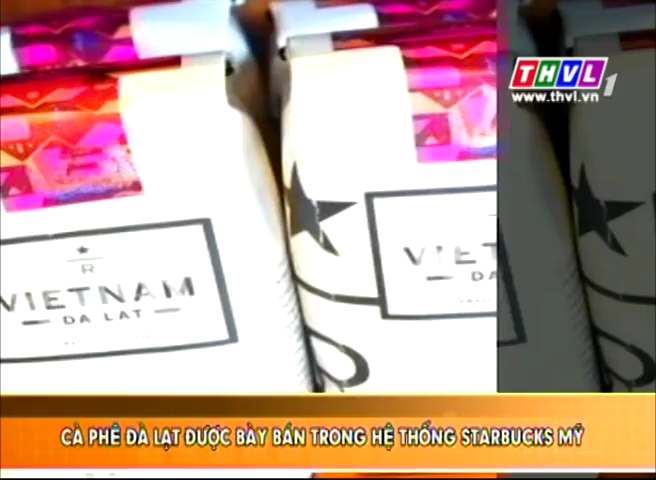 THVL1
www.thvl.vn
R
VIETNAM
DA LAT
VIET
DA
CÀ PHÊ ĐÀ LẠT ĐƯỢC BÀY BÁN TRONG HỆ THỐNG STARBUCKS MỸ